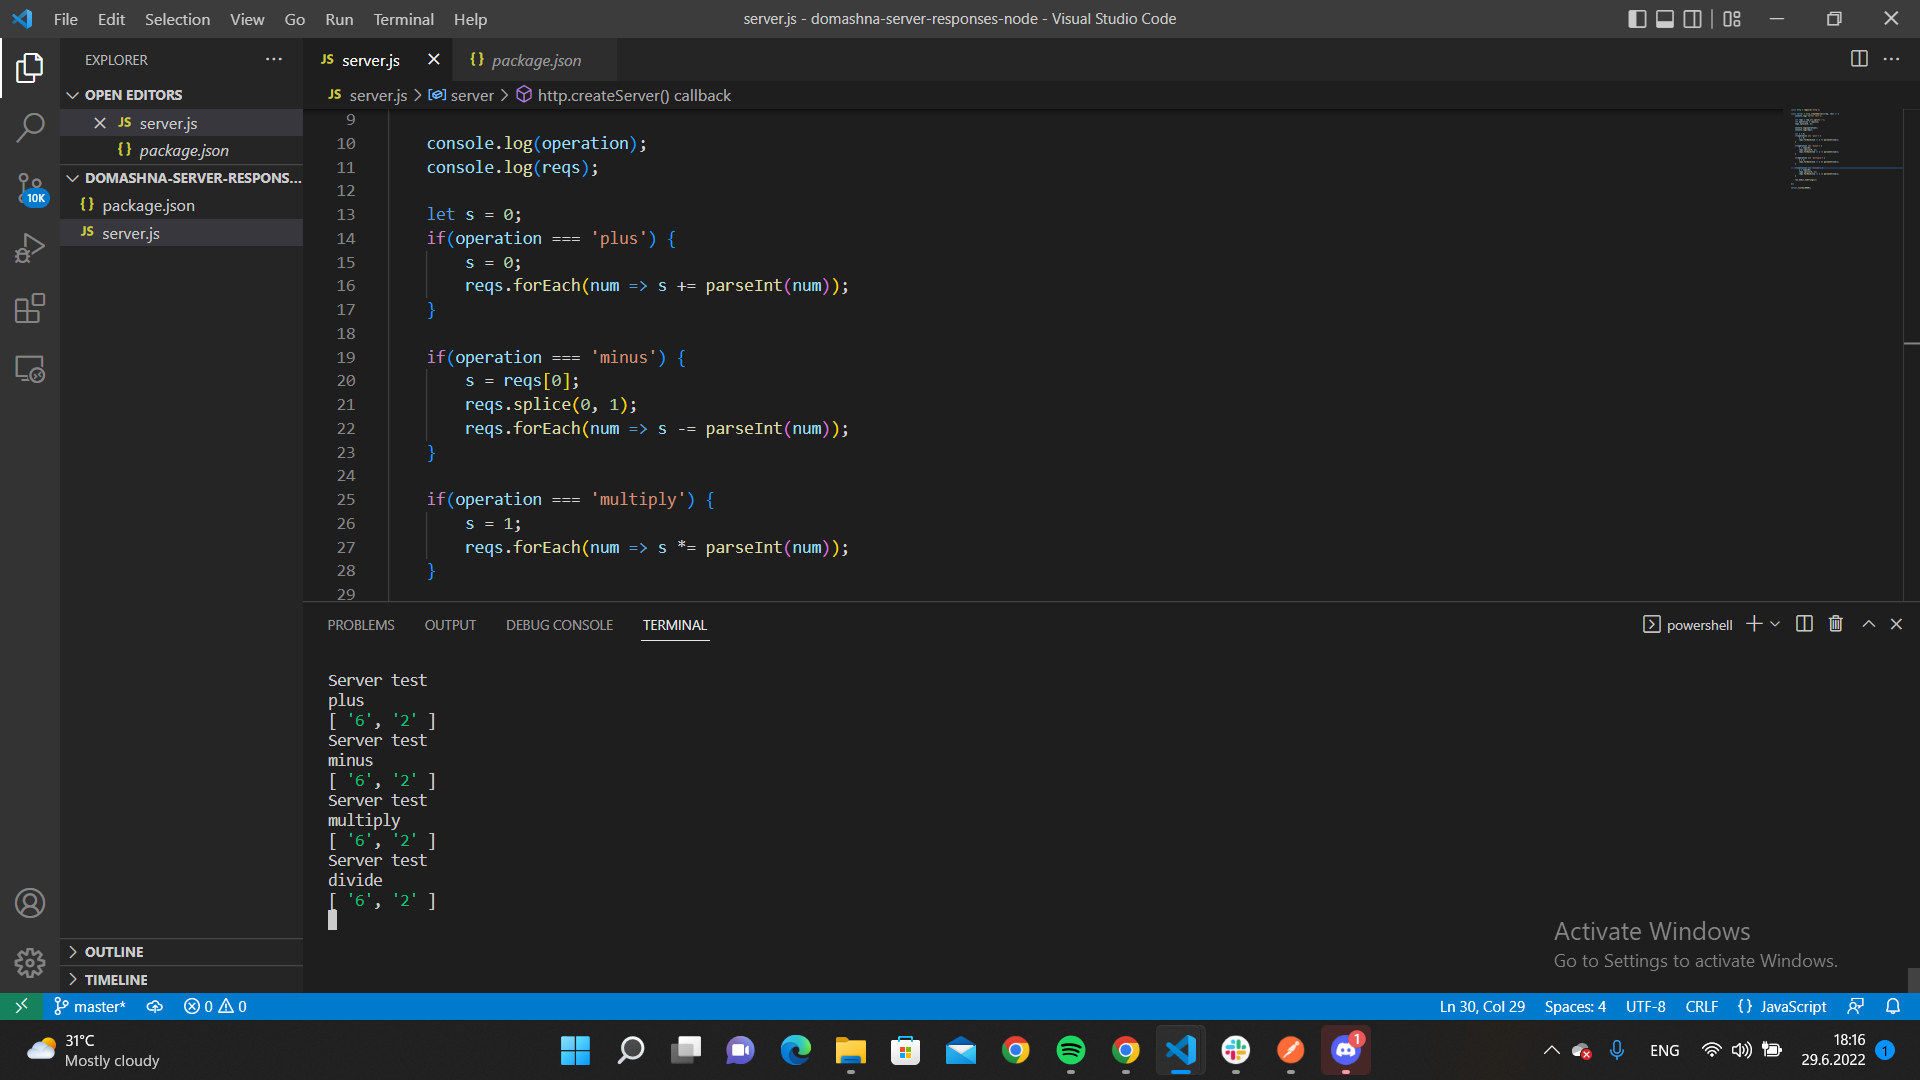 File Edit Selection View Go Run Terminal Help
server.js - domashna-server-responses-node - Visual Studio Code
EXPLORER
OPEN EDITORS
JS server.js
{} package.json
DOMASHNA-SERVER-RESPONS...
{} package.json
JS server.js
OUTLINE
TIMELINE
10K
JS server.js
{} package.json
JS server.js > server > http.createServer() callback
9
10 console.log(operation);
11 console.log(reqs);
12
13 let s = 0;
14 if(operation === 'plus') {
15 s = 0;
16 reqs.forEach(num => s += parseInt(num));
17 }
18
19 if(operation === 'minus') {
20 s = reqs[0];
21 reqs.splice(0, 1);
22 reqs.forEach(num => s -= parseInt(num));
23 }
24
25 if(operation === 'multiply') {
26 s = 1;
27 reqs.forEach(num => s *= parseInt(num));
28 }
29
PROBLEMS OUTPUT DEBUG CONSOLE TERMINAL
powershell
Server test
plus
[ '6', '2' ]
Server test
minus
[ '6', '2' ]
Server test
multiply
[ '6', '2' ]
Server test
divide
[ '6', '2' ]
Activate Windows
Go to Settings to activate Windows.
master* 0 0
Ln 30, Col 29 Spaces: 4 UTF-8 CRLF {} JavaScript
31°C
Mostly cloudy
1
ENG
18:16
29.6.2022
1